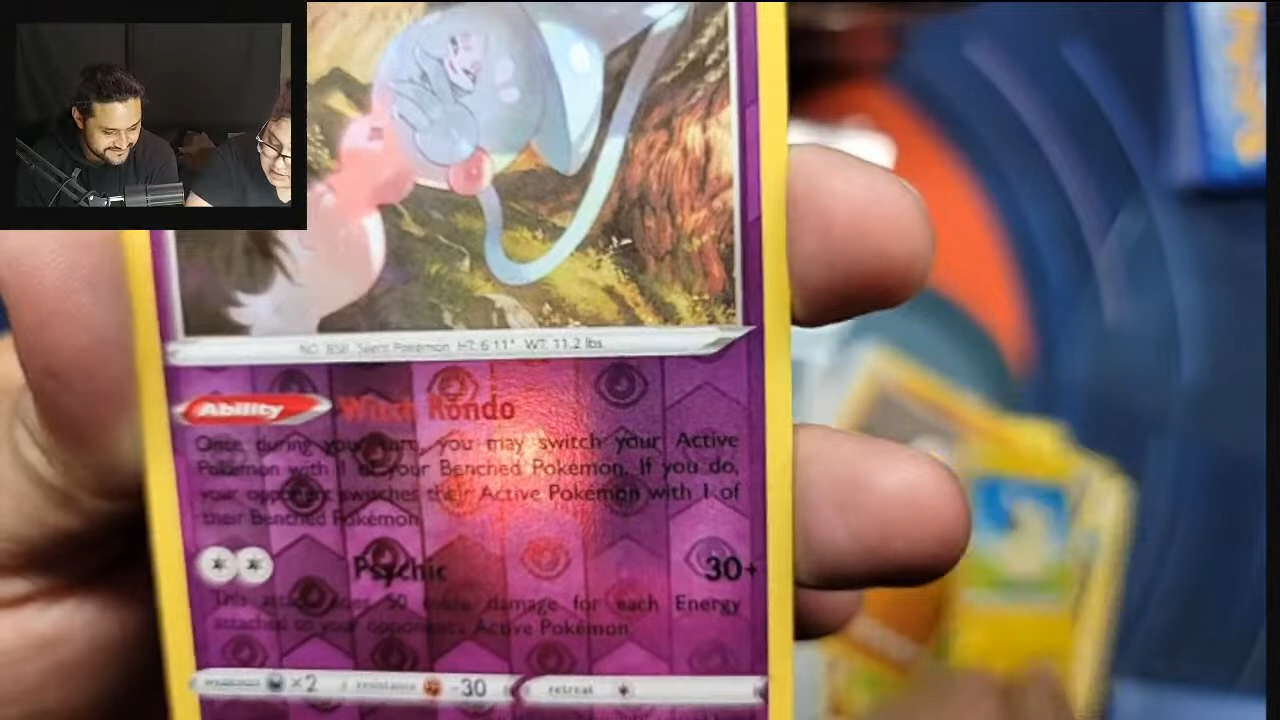 NO. 858 Silent Pokémon HT: 6'11" WT: 11.2 lbs
Ability Witch Rondo
Once during your turn, you may switch your Active
Pokémon with 1 of your Benched Pokémon. If you do,
your opponent switches their Active Pokémon with 1 of
their Benched Pokémon.
Psychic 30+
This attack does 50 more damage for each Energy
attached to your opponent's Active Pokémon.
weakness ×2 resistance -30 retreat